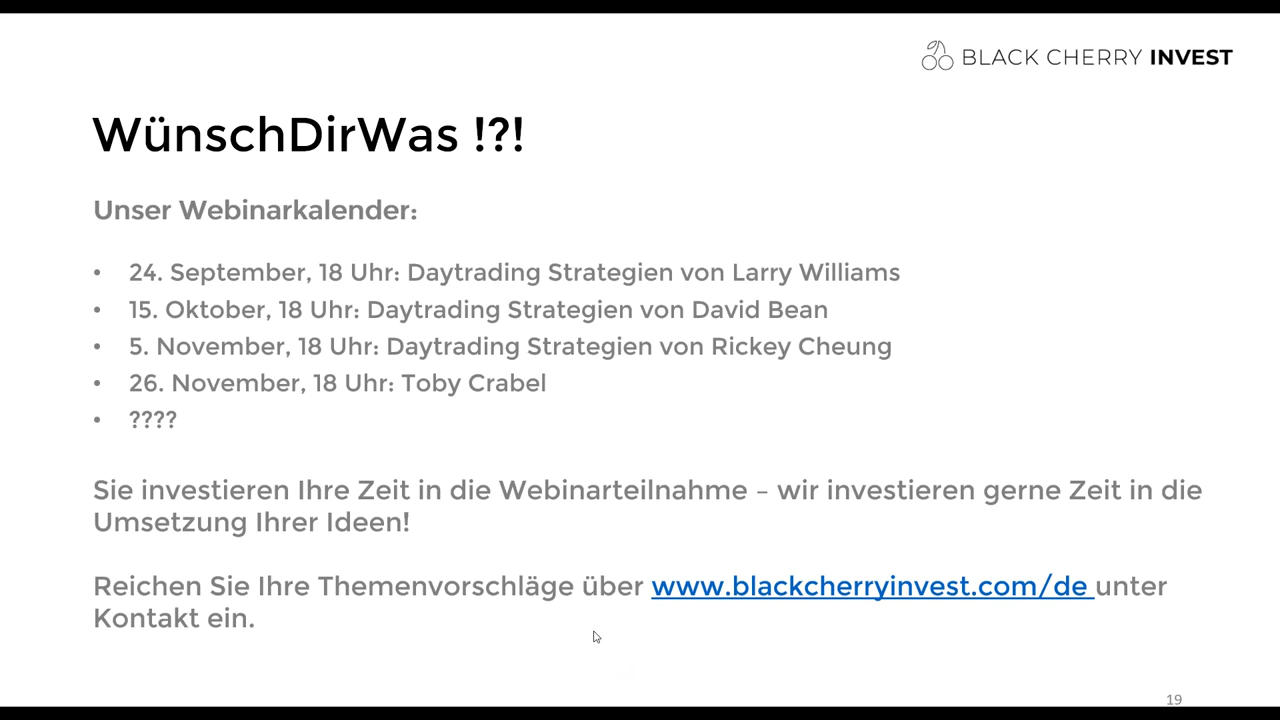 BLACK CHERRY INVEST
WünschDirWas !?!
Unser Webinarkalender:
• 24. September, 18 Uhr: Daytrading Strategien von Larry Williams
• 15. Oktober, 18 Uhr: Daytrading Strategien von David Bean
• 5. November, 18 Uhr: Daytrading Strategien von Rickey Cheung
• 26. November, 18 Uhr: Toby Crabel
• ????
Sie investieren Ihre Zeit in die Webinarteilnahme – wir investieren gerne Zeit in die
Umsetzung Ihrer Ideen!
Reichen Sie Ihre Themenvorschläge über www.blackcherryinvest.com/de unter
Kontakt ein.
19